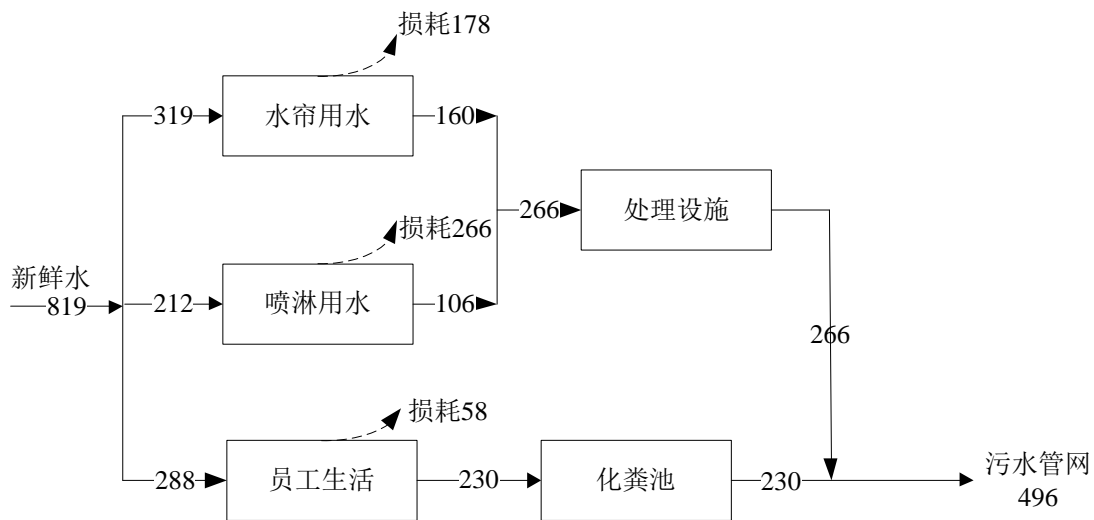 损耗178
319
水帘用水
160
266
处理设施
损耗266
新鲜水
819
212
喷淋用水
106
266
损耗58
288
员工生活
230
化粪池
230
污水管网
496